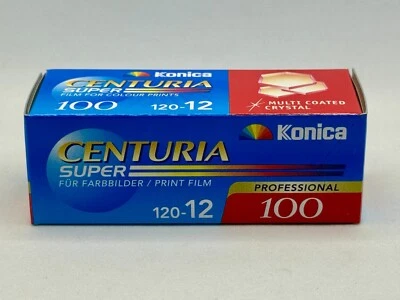 Konica
CENTURIA
SUPER
FILM FOR COLOUR PRINTS
100
120-12
MULTI COATED
CRYSTAL
CENTURIA
SUPER
FÜR FARBBILDER / PRINT FILM
120-12
Konica
PROFESSIONAL
100